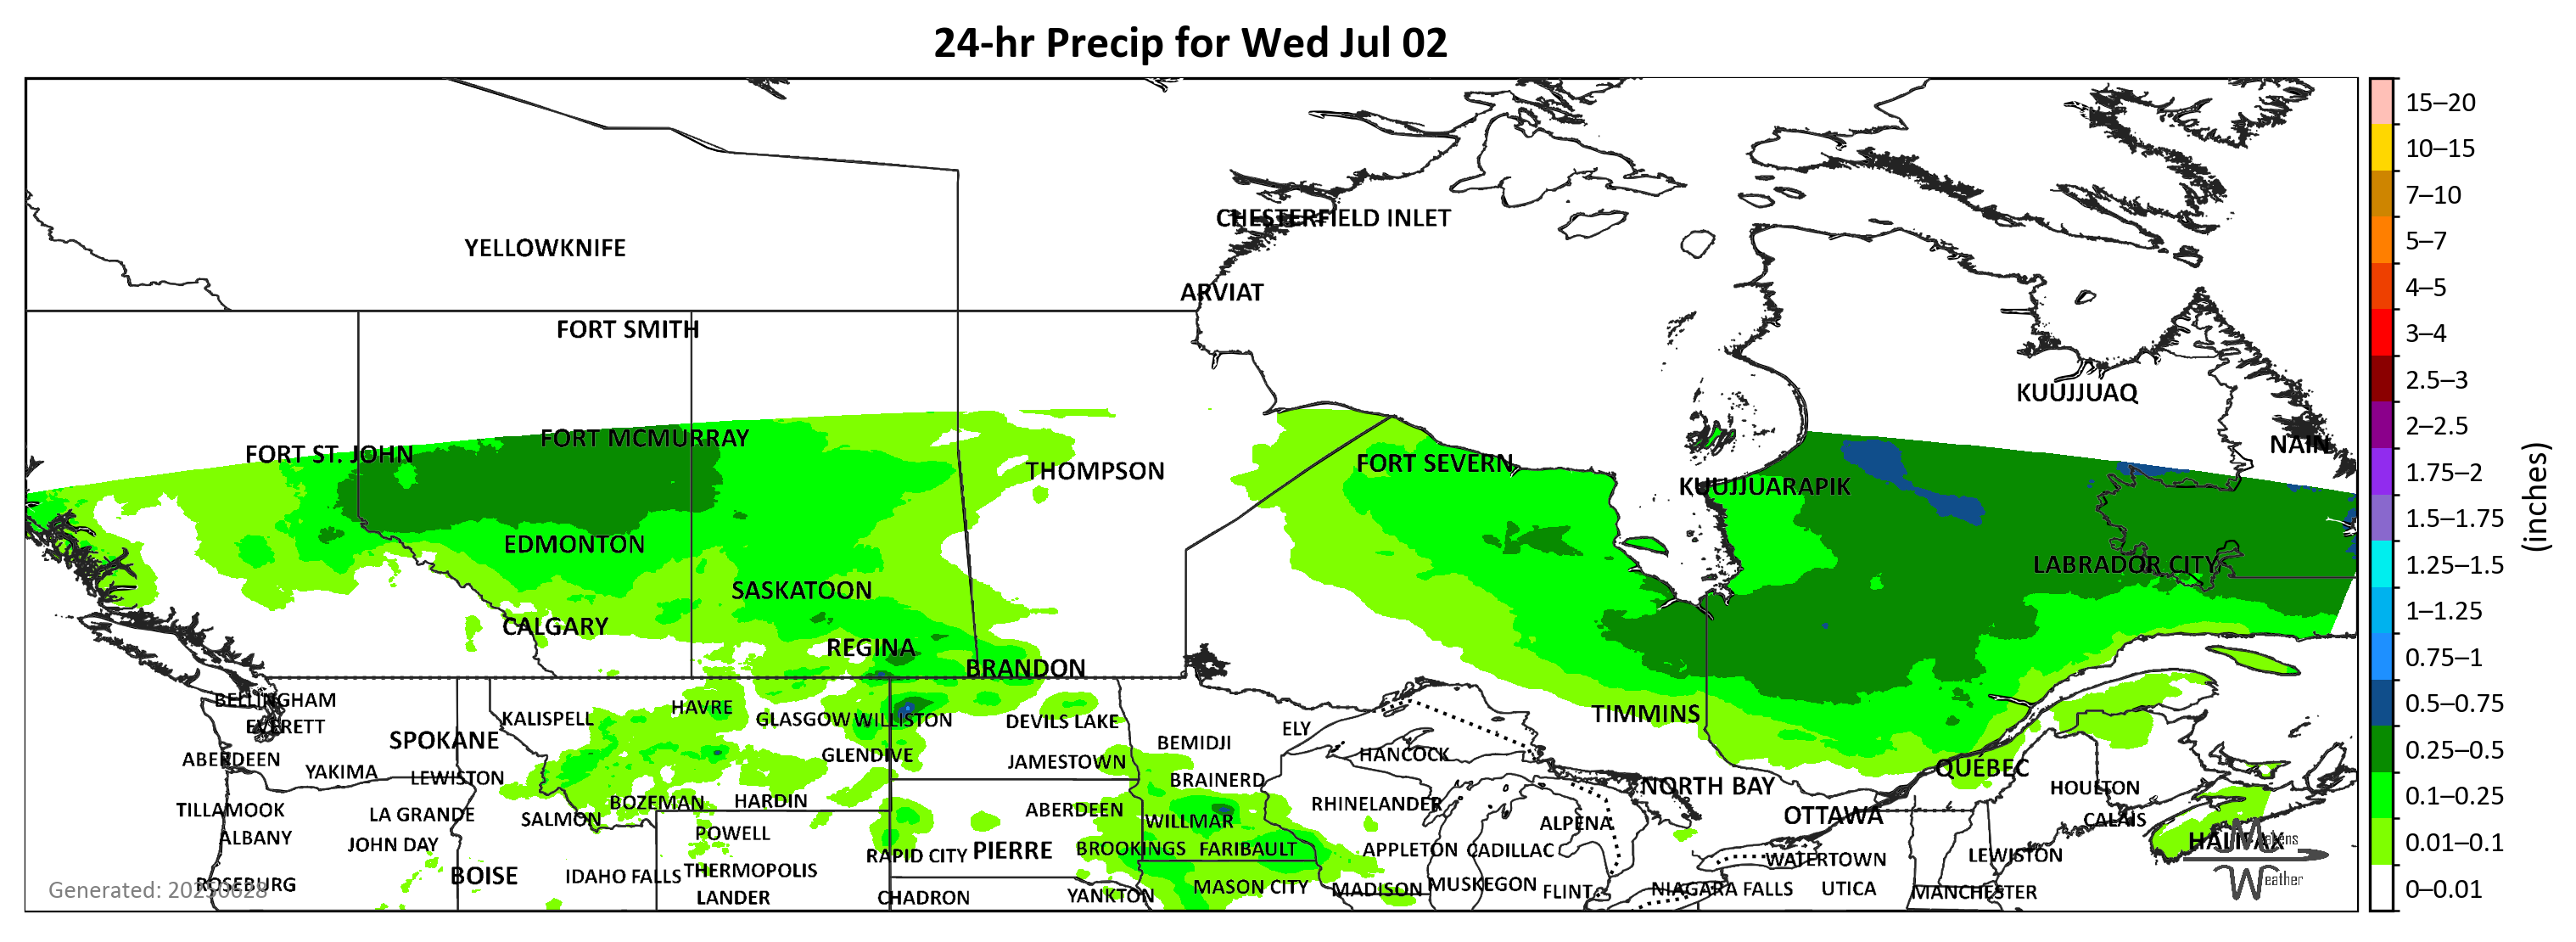 24-hr Precip for Wed Jul 02
CHESTERFIELD INLET
YELLOWKNIFE
ARVIAT
FORT SMITH
KUUJJUAQ
FORT MCMURRAY
NAIN
FORT ST. JOHN
THOMPSON
FORT SEVERN
KUUJJUARAPIK
EDMONTON
LABRADOR CITY
SASKATOON
CALGARY
REGINA
BRANDON
BELLINGHAM
HAVRE
KALISPELL
GLASGOW
WILLISTON
DEVILS LAKE
TIMMINS
EVERETT
ELY
SPOKANE
BEMIDJI
ABERDEEN
GLENDIVE
JAMESTOWN
HANCOCK
QUÉBEC
YAKIMA
LEWISTON
BRAINERD
NORTH BAY
HOULTON
TILLAMOOK
LA GRANDE
BOZEMAN
HARDIN
ABERDEEN
RHINELANDER
OTTAWA
SALMON
WILLMAR
ALPENA
CALAIS
ALBANY
JOHN DAY
POWELL
RAPID CITY
PIERRE
BROOKINGS
FARIBAULT
APPLETON
CADILLAC
WATERTOWN
LEWISTON
HALIFAX
ROSEBURG
BOISE
IDAHO FALLS
THERMOPOLIS
MASON CITY
MADISON
MUSKEGON
FLINT
NIAGARA FALLS
UTICA
MANCHESTER
LANDER
CHADRON
YANKTON
Generated: 20250628
Weather
15–20
10–15
7–10
5–7
4–5
3–4
2.5–3
2–2.5
1.75–2
1.5–1.75
1.25–1.5
1–1.25
0.75–1
0.5–0.75
0.25–0.5
0.1–0.25
0.01–0.1
0–0.01
(inches)